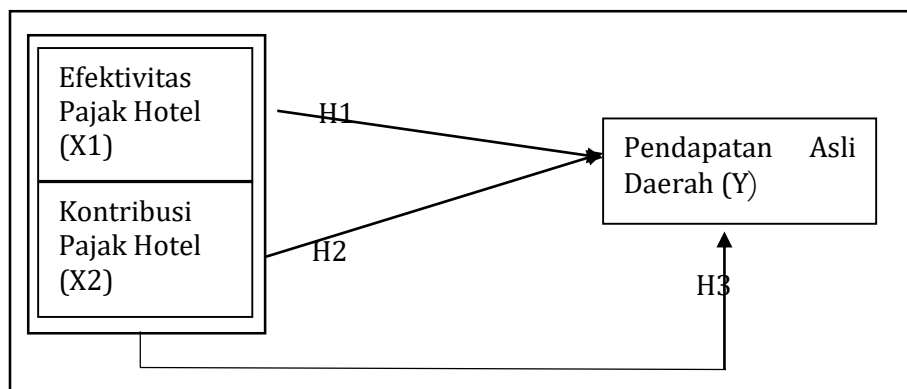 Efektivitas
Pajak Hotel
(X1)
H1
Pendapatan Asli
Daerah (Y)
Kontribusi
Pajak Hotel
(X2)
H2
H3